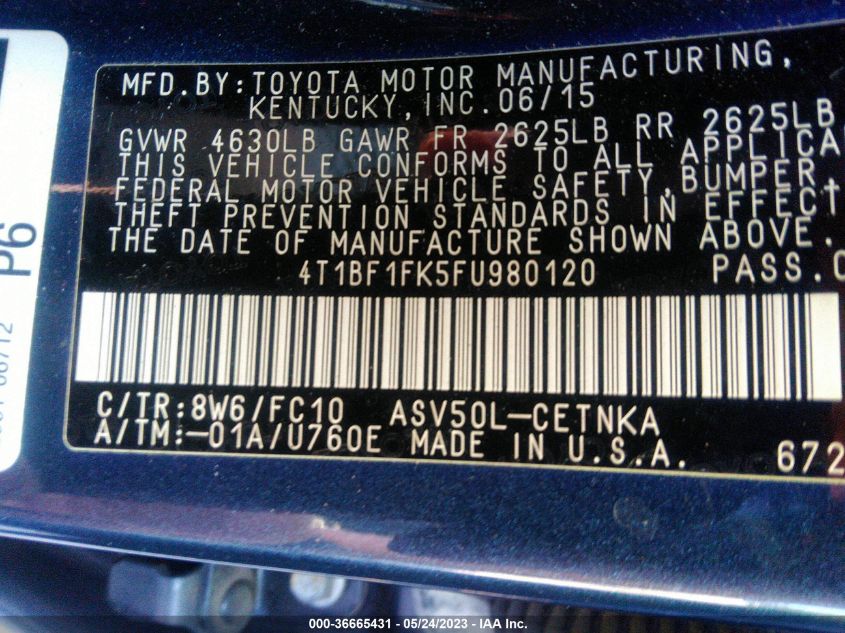 MFD.BY:TOYOTA MOTOR MANUFACTURING,
KENTUCKY,INC.06/15
GVWR 4630LB GAWR FR 2625LB RR 2625LB
THIS VEHICLE CONFORMS TO ALL APPLICA
FEDERAL MOTOR VEHICLE SAFETY,BUMPER,
THEFT PREVENTION STANDARDS IN EFFECT
THE DATE OF MANUFACTURE SHOWN ABOVE.
4T1BF1FK5FU980120 PASS.C
C/TR:8W6/FC10 ASV50L-CETNKA
A/TM:-01A/U760E MADE IN U.S.A. 672
P6
000-36665431 - 05/24/2023 - IAA Inc.